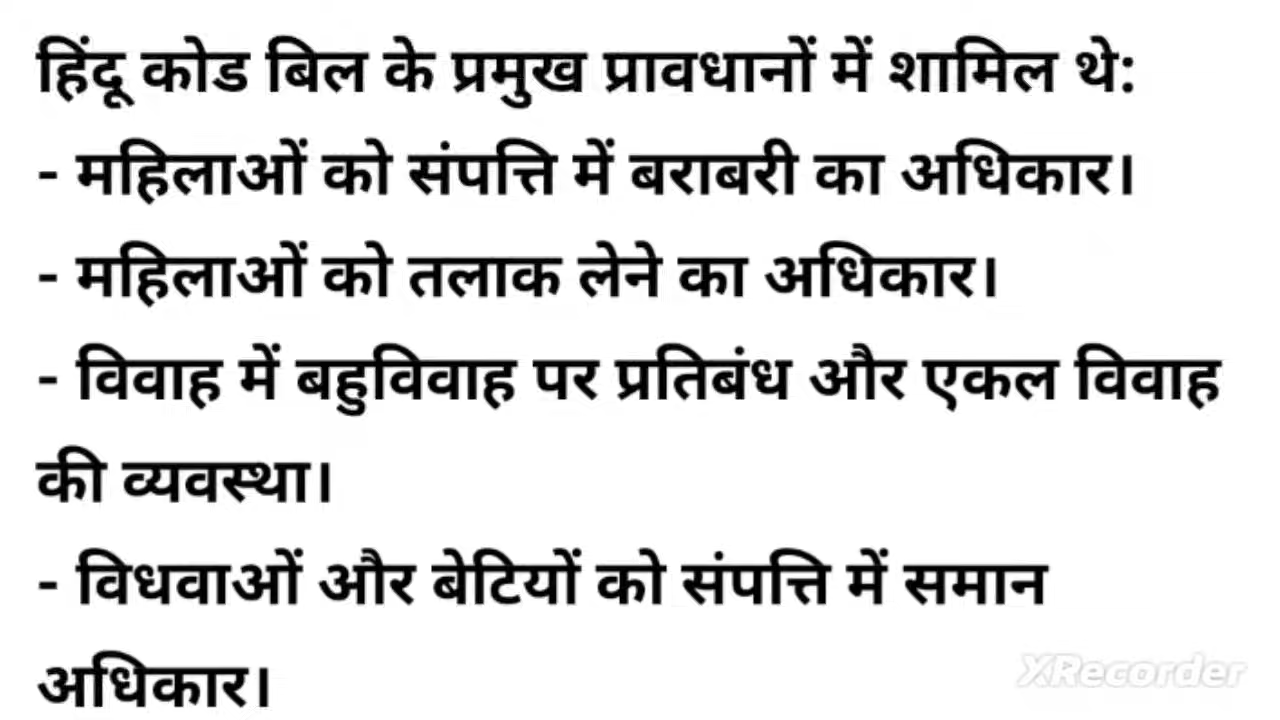 हिंदू कोड बिल के प्रमुख प्रावधानों में शामिल थे:
- महिलाओं को संपत्ति में बराबरी का अधिकार।
- महिलाओं को तलाक लेने का अधिकार।
- विवाह में बहुविवाह पर प्रतिबंध और एकल विवाह
की व्यवस्था।
- विधवाओं और बेटियों को संपत्ति में समान
अधिकार।
XRecorder